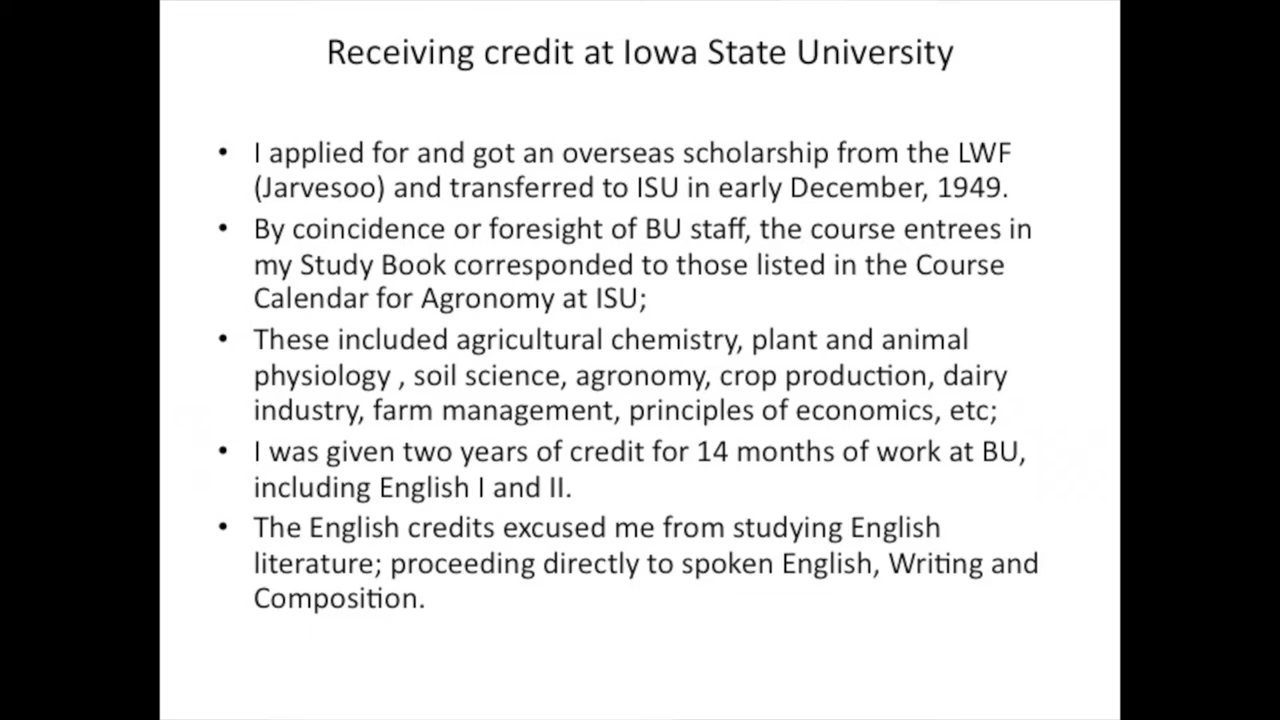 Receiving credit at Iowa State University
• I applied for and got an overseas scholarship from the LWF
(Jarvesoo) and transferred to ISU in early December, 1949.
• By coincidence or foresight of BU staff, the course entrees in
my Study Book corresponded to those listed in the Course
Calendar for Agronomy at ISU;
• These included agricultural chemistry, plant and animal
physiology , soil science, agronomy, crop production, dairy
industry, farm management, principles of economics, etc;
• I was given two years of credit for 14 months of work at BU,
including English I and II.
• The English credits excused me from studying English
literature; proceeding directly to spoken English, Writing and
Composition.